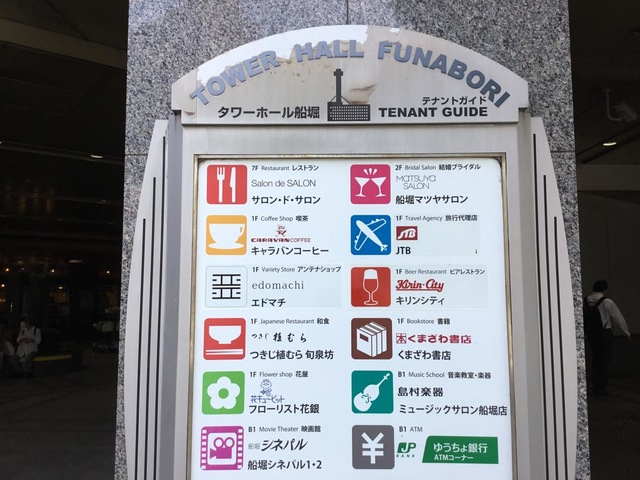 TOWER HALL FUNABORI
タワーホール船堀
テナントガイド
TENANT GUIDE
7F Restaurant レストラン
Salon de SALON
サロン・ド・サロン
2F Bridal Salon 結婚ブライダル
MATSUYA
SALON
船堀マツヤサロン
1F Coffee Shop 喫茶
CARAVAN COFFEE
キャラバンコーヒー
1F Travel Agency 旅行代理店
JTB
JTB
1F Variety Store アンテナショップ
edomachi
エドマチ
1F Beer Restaurant ビアレストラン
Kirin City
キリンシティ
1F Japanese Restaurant 和食
つきじ植むら
つきじ植むら 旬泉坊
1F Bookstore 書籍
くまざわ書店
くまざわ書店
1F Flower shop 花屋
花キューピット
フローリスト花銀
B1 Music School 音楽教室・楽器
島村楽器
ミュージックサロン船堀店
B1 Movie Theater 映画館
船堀シネパル
船堀シネパル1・2
B1 ATM
JP
BANK
ゆうちょ銀行
ATMコーナー